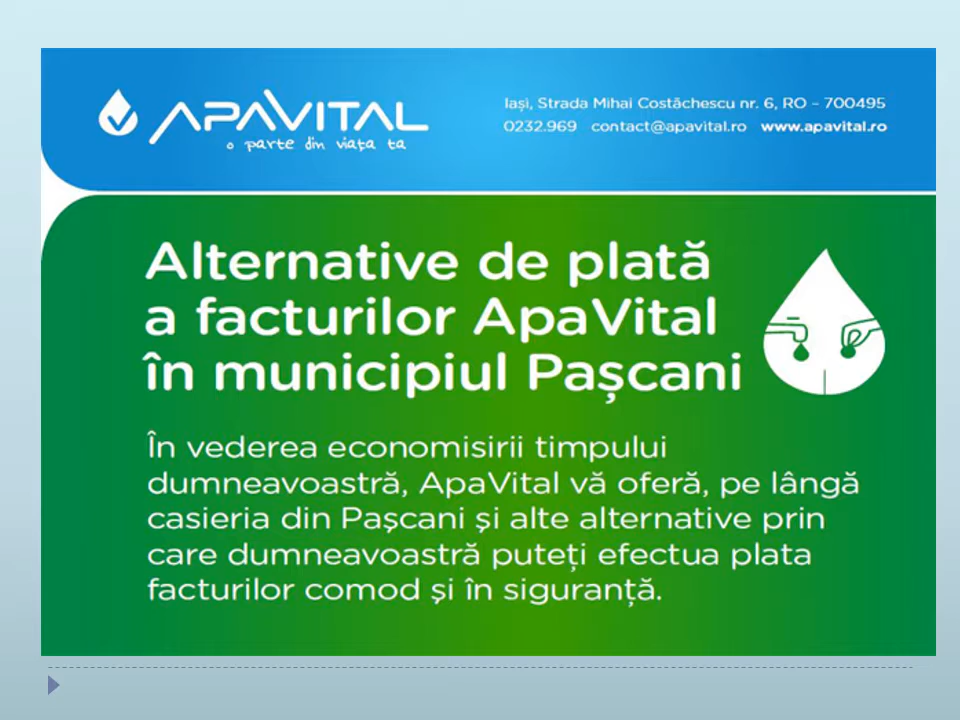 APAVITAL
o parte din viața ta
Iași, Strada Mihai Costăchescu nr. 6, RO – 700495
0232.969 contact@apavital.ro www.apavital.ro
Alternative de plată
a facturilor ApaVital
în municipiul Pașcani
În vederea economisirii timpului
dumneavoastră, ApaVital vă oferă, pe lângă
casieria din Pașcani și alte alternative prin
care dumneavoastră puteți efectua plata
facturilor comod și în siguranță.